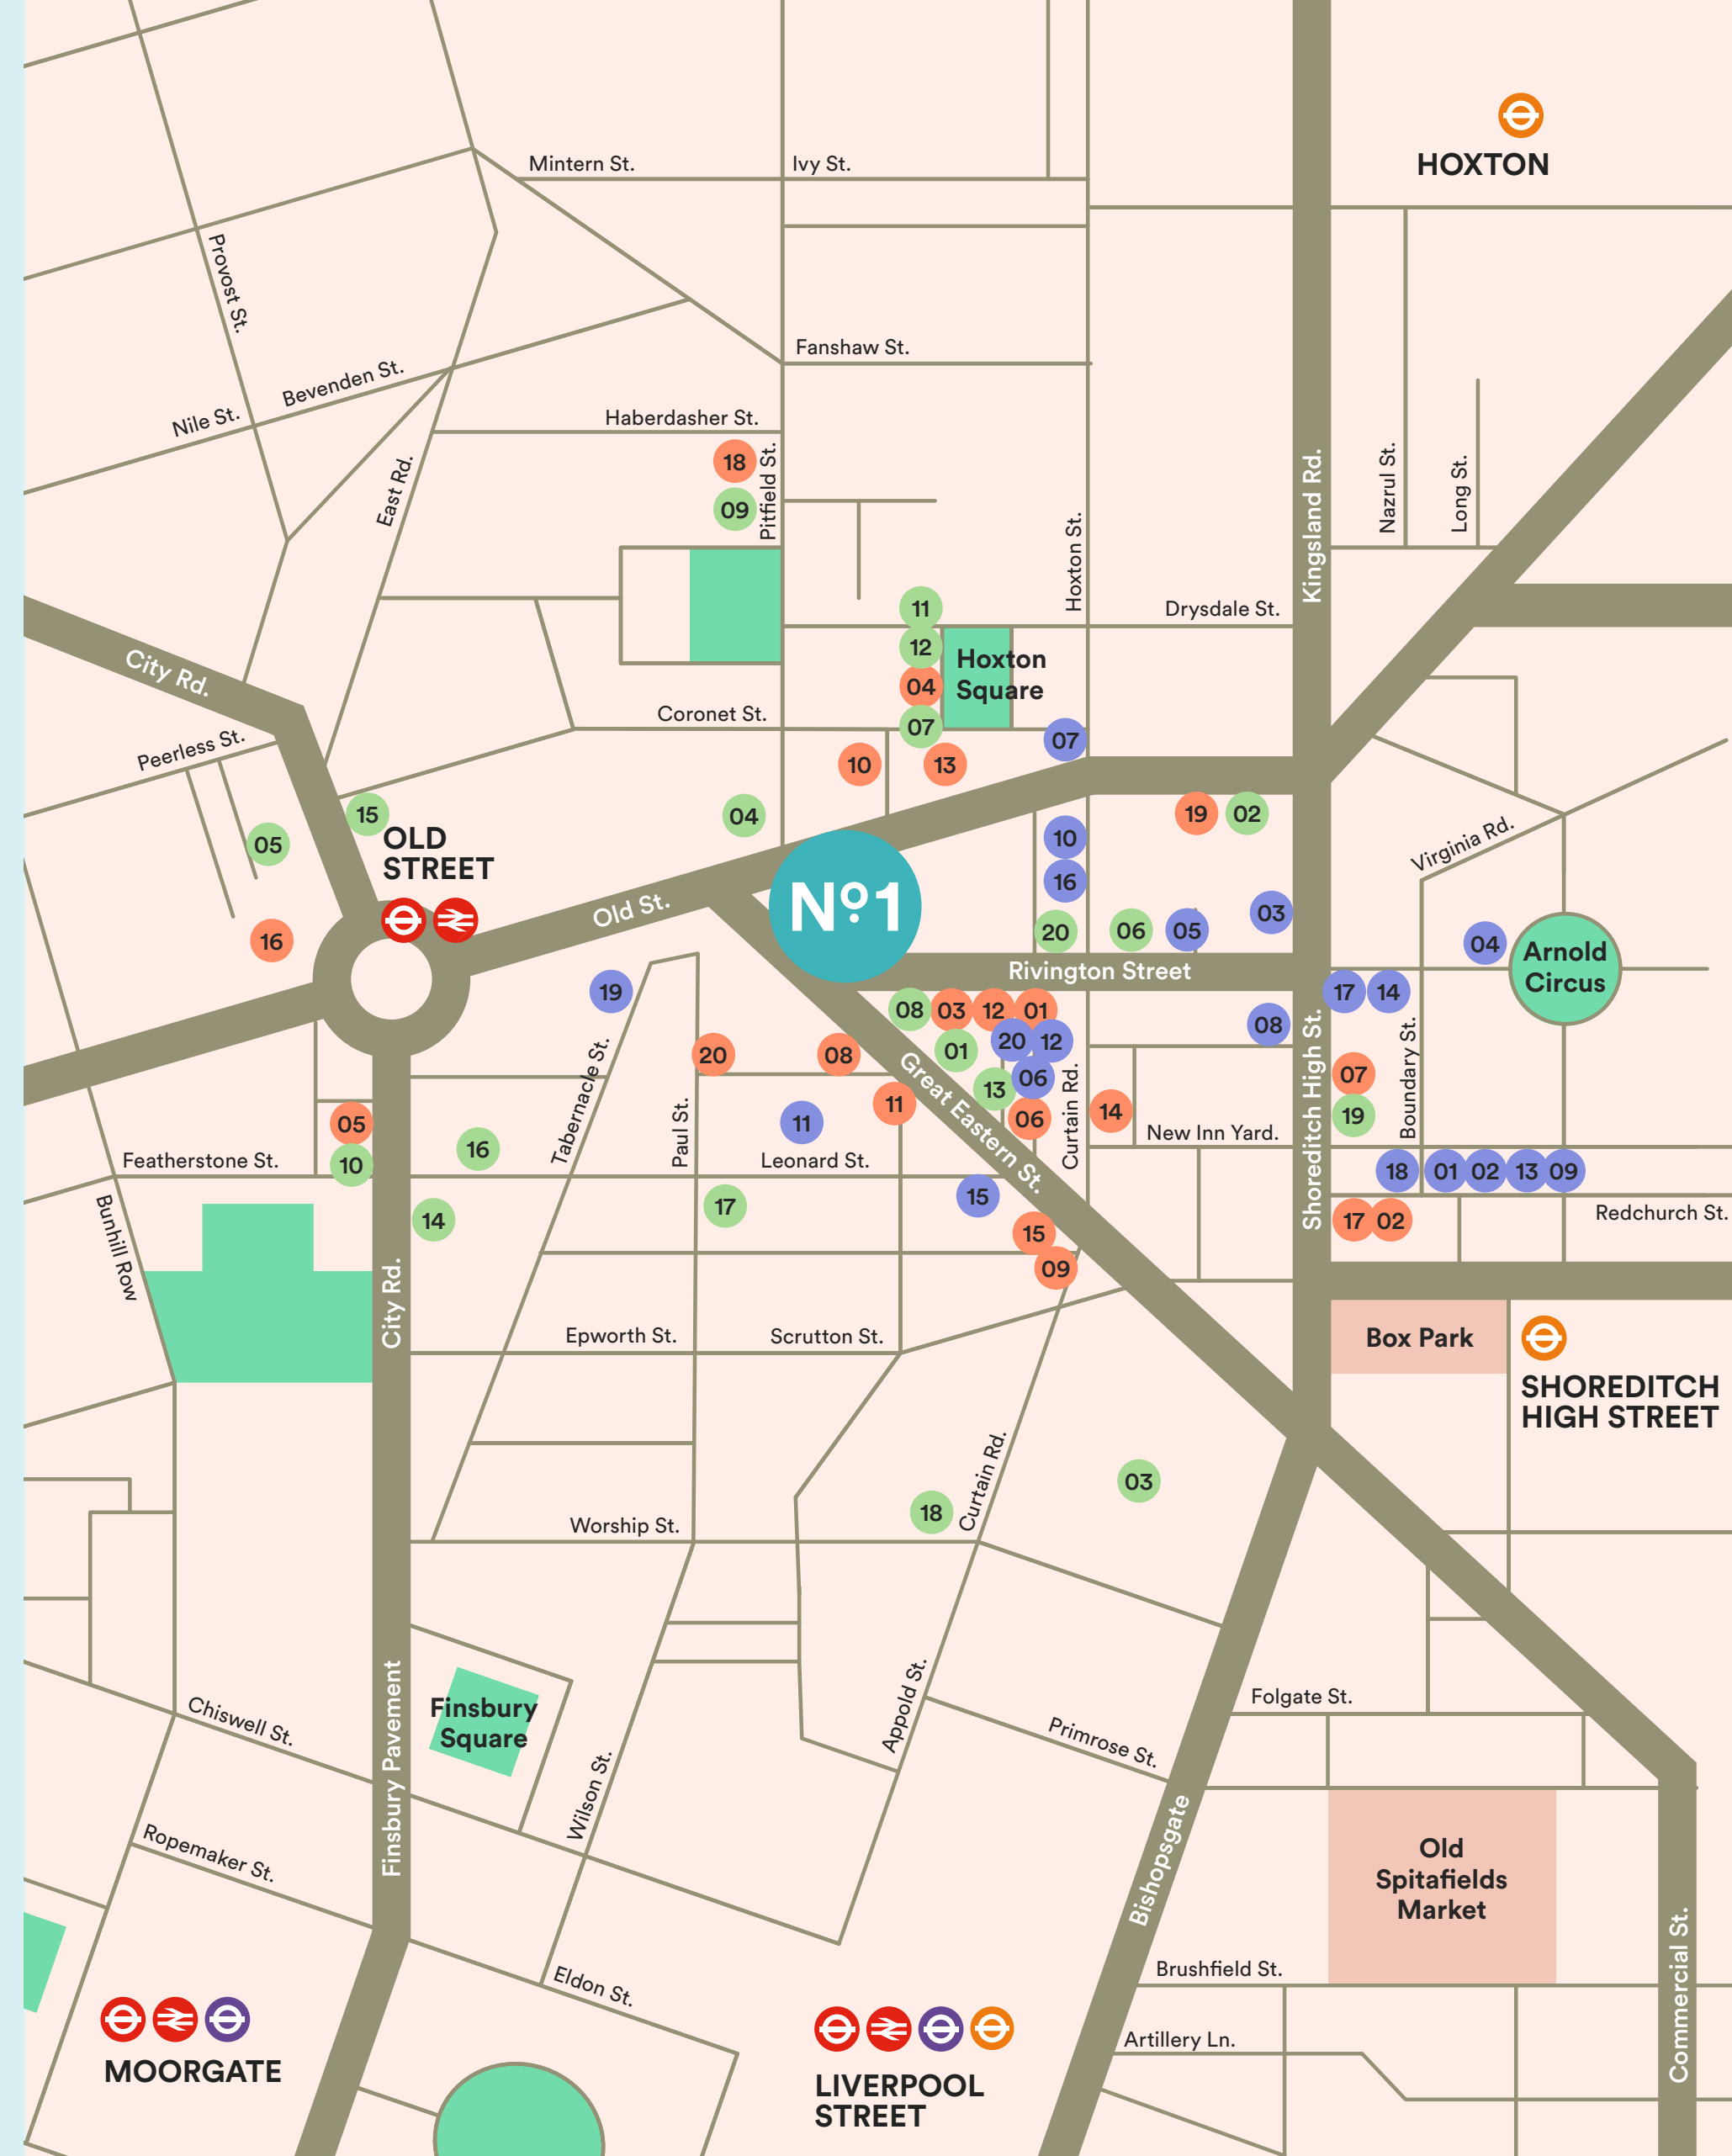 HOXTON
Mintern St.
Ivy St.
Provost St.
Fanshaw St.
Bevenden St.
Nile St.
Haberdasher St.
18
09
Pitfield St.
East Rd.
Hoxton St.
Kingsland Rd.
Nazrul St.
Long St.
11
Drysdale St.
12
Hoxton
Square
04
07
City Rd.
Coronet St.
07
Peerless St.
10
13
15
04
19
02
05
OLD
STREET
10
Virginia Rd.
16
Nº1
Old St.
03
16
20
06
05
04
Arnold
Circus
Rivington Street
19
17
14
08
03
12
01
08
20
12
01
20
08
06
13
07
Tabernacle St.
Great Eastern St.
Curtain Rd.
Shoreditch High St.
Boundary St.
11
06
14
19
05
11
Paul St.
New Inn Yard.
16
10
Featherstone St.
Leonard St.
18
01
02
13
09
15
17
14
Bunhill Row
15
17
02
Redchurch St.
09
City Rd.
Epworth St.
Scrutton St.
Box Park
SHOREDITCH
HIGH STREET
03
18
Curtain Rd.
Worship St.
Finsbury Pavement
Finsbury
Square
Chiswell St.
Appold St.
Folgate St.
Primrose St.
Wilson St.
Ropemaker St.
Bishopsgate
Old
Spitafields
Market
Commercial St.
Eldon St.
Brushfield St.
Artillery Ln.
MOORGATE
LIVERPOOL
STREET